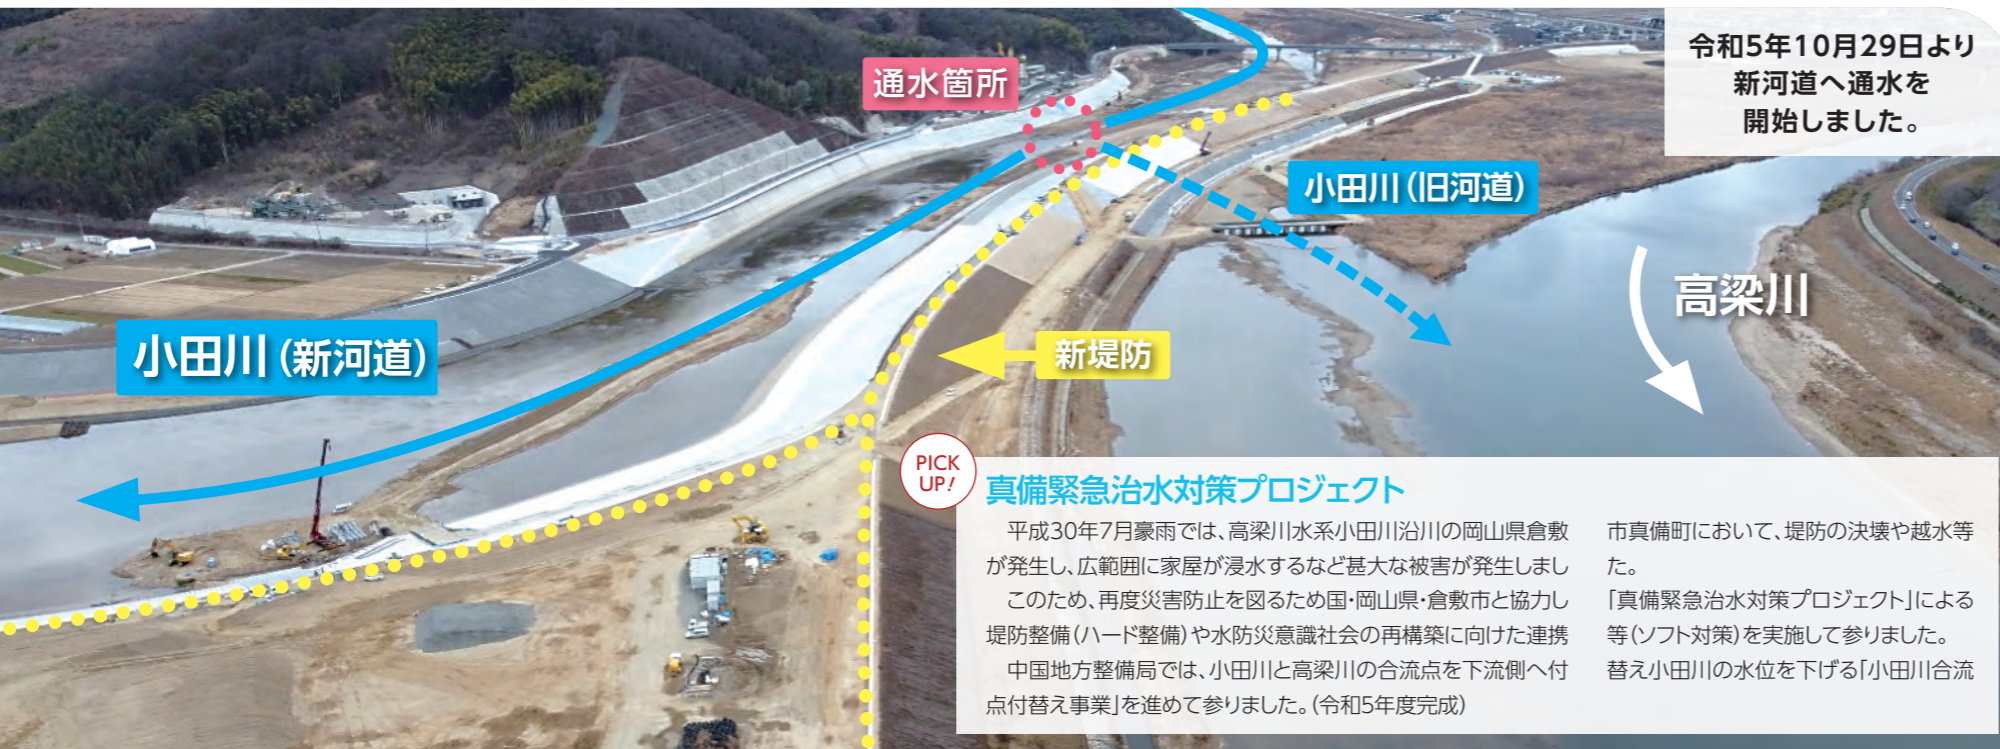 令和5年10月29日より
新河道へ通水を
開始しました。
通水箇所
小田川(旧河道)
高梁川
小田川(新河道)
新堤防
PICK
UP!
真備緊急治水対策プロジェクト
平成30年7月豪雨では、高梁川水系小田川沿川の岡山県倉敷市真備町において、堤防の決壊や越水等
が発生し、広範囲に家屋が浸水するなど甚大な被害が発生しました。
このため、再度災害防止を図るため国・岡山県・倉敷市と協力し「真備緊急治水対策プロジェクト」による
堤防整備(ハード整備)や水防災意識社会の再構築に向けた連携等(ソフト対策)を実施して参りました。
中国地方整備局では、小田川と高梁川の合流点を下流側へ付替え小田川の水位を下げる「小田川合流
点付替え事業」を進めて参りました。(令和5年度完成)